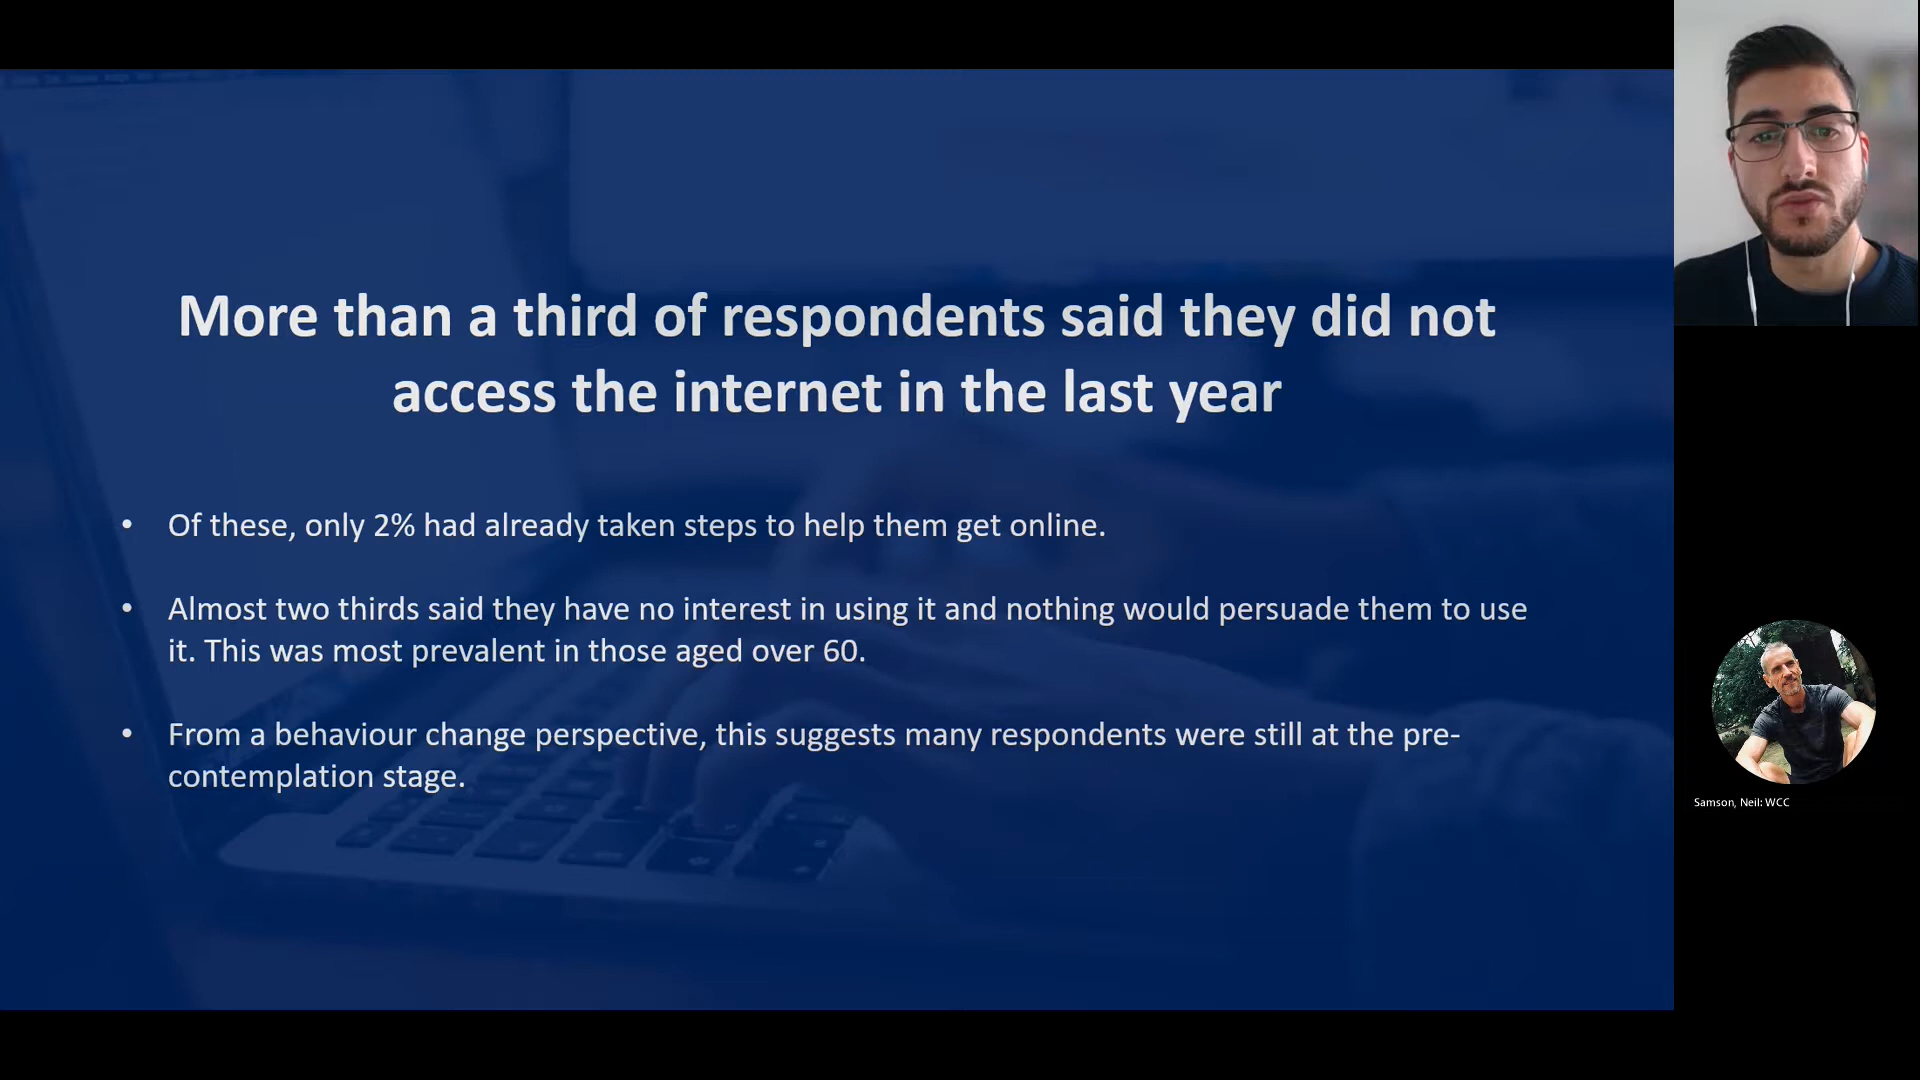 More than a third of respondents said they did not
access the internet in the last year
• Of these, only 2% had already taken steps to help them get online.
• Almost two thirds said they have no interest in using it and nothing would persuade them to use
it. This was most prevalent in those aged over 60.
• From a behaviour change perspective, this suggests many respondents were still at the pre-
contemplation stage.
Samson, Neil: WCC